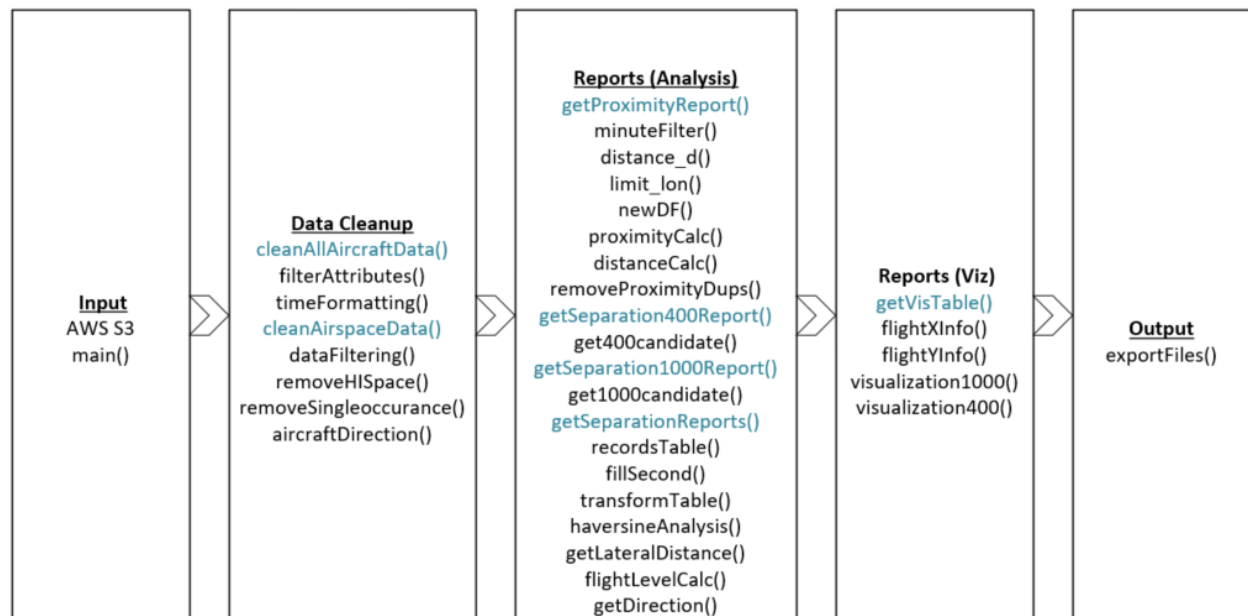 Input
AWS S3
main()
Data Cleanup
cleanAllAircraftData()
filterAttributes()
timeFormatting()
cleanAirspaceData()
dataFiltering()
removeHISpace()
removeSingleoccurance()
aircraftDirection()
Reports (Analysis)
getProximityReport()
minuteFilter()
distance_d()
limit_lon()
newDF()
proximityCalc()
distanceCalc()
removeProximityDups()
getSeparation400Report()
get400candidate()
getSeparation1000Report()
get1000candidate()
getSeparationReports()
recordsTable()
fillSecond()
transformTable()
haversineAnalysis()
getLateralDistance()
flightLevelCalc()
getDirection()
Reports (Viz)
getVisTable()
flightXInfo()
flightYInfo()
visualization1000()
visualization400()
Output
exportFiles()